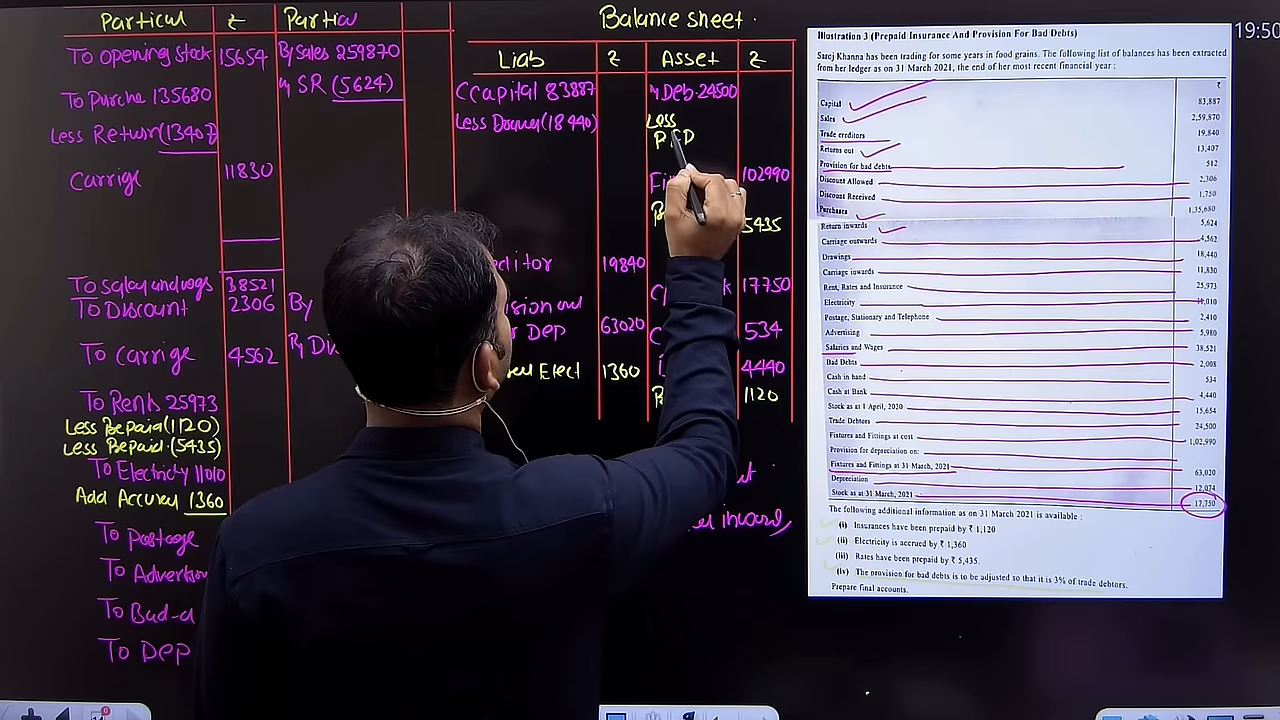 Particul ₹ Particu
To opening stock 15654 By Sales 259870
By SR (5624)
To Purche 135680
Less Return (13407)
Carrige 11830
To Salary and wags 38521
To Discount 2306 By
To Carrige 4562 By Di
To Rent 25973
Less Prepaid (1120)
Less Prepaid (5435)
To Electricity 11010
Add Accured 1360
To Postage
To Advertin
To Bad-d
To Dep
Balance sheet
Liab ₹ Asset ₹
Capital 83887 Deb. 24500
Less Drawn (18440) Less
102990
5435
editor 19840
17750
ision and
Dep 63020 534
Elect 1360 4440
1120
19:50
Illustration 3 (Prepaid Insurance And Provision For Bad Debts)
Saroj Khanna has been trading for some years in food grains. The following list of balances has been extracted
from her ledger as on 31 March 2021, the end of her most recent financial year :
₹
Capital 83,887
Sales 2,59,870
Trade creditors 19,840
Returns out 13,407
Provision for bad debts 512
Discount Allowed 2,306
Discount Received 1,750
Purchases 1,35,680
Return inwards 5,624
Carriage outwards 4,562
Drawings 18,440
Carriage inwards 11,830
Rent, Rates and Insurance 25,973
Electricity 11,010
Postage, Stationary and Telephone 2,410
Advertising 5,980
Salaries and Wages 38,521
Bad Debts 2,008
Cash in hand 534
Cash at Bank 4,440
Stock as at 1 April, 2020 15,654
Trade Debtors 24,500
Fixtures and Fittings at cost 1,02,990
Provision for depreciation on:
Fixtures and Fittings at 31 March, 2021 63,020
Depreciation 12,074
Stock as at 31 March, 2021 17,750
The following additional information as on 31 March 2021 is available :
(i) Insurances have been prepaid by ₹ 1,120
(ii) Electricity is accrued by ₹ 1,360
(iii) Rates have been prepaid by ₹ 5,435.
(iv) The provision for bad debts is to be adjusted so that it is 3% of trade debtors.
Prepare final accounts.